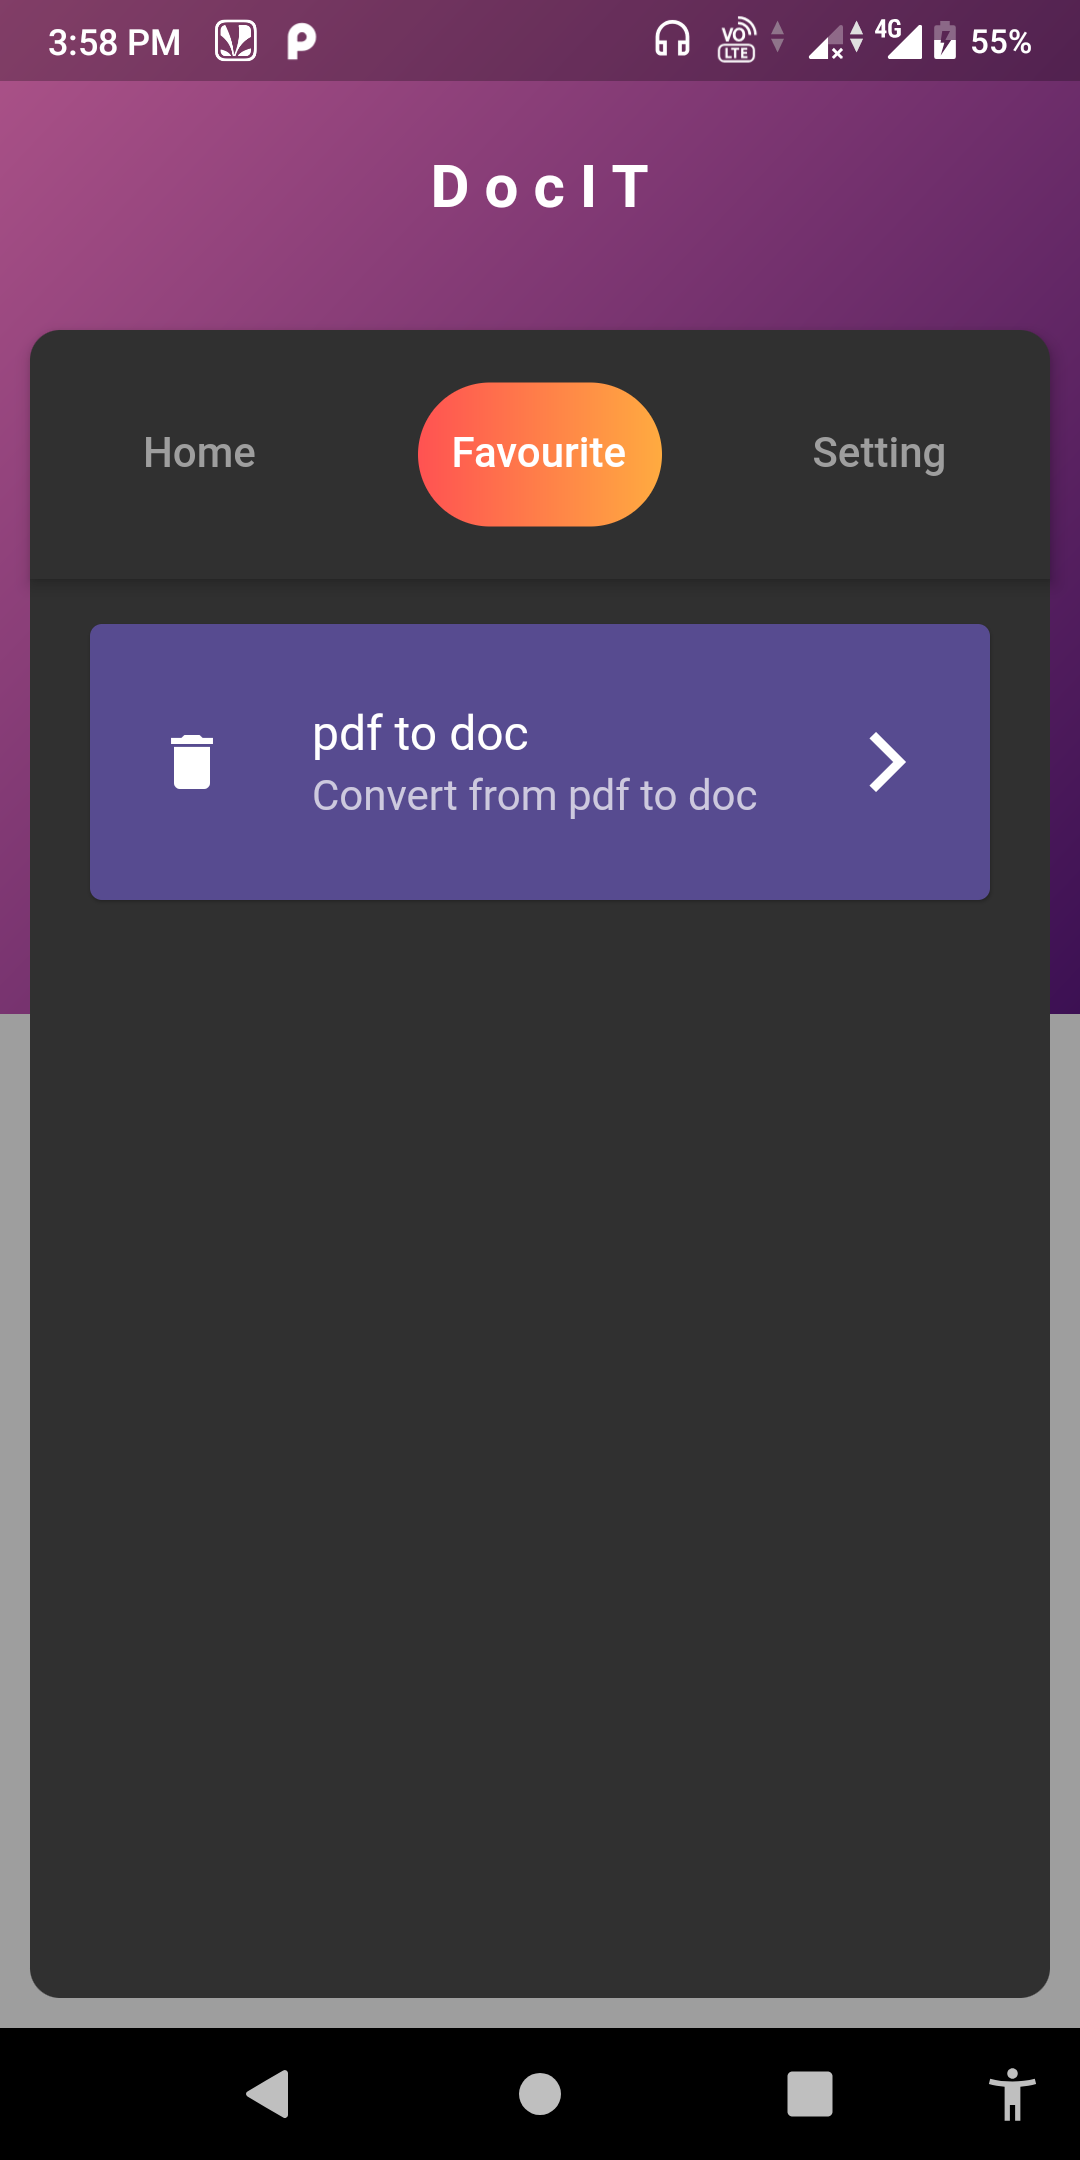 3:58 PM VO LTE 4G 55%
DocIT
Home Favourite Setting
pdf to doc
Convert from pdf to doc